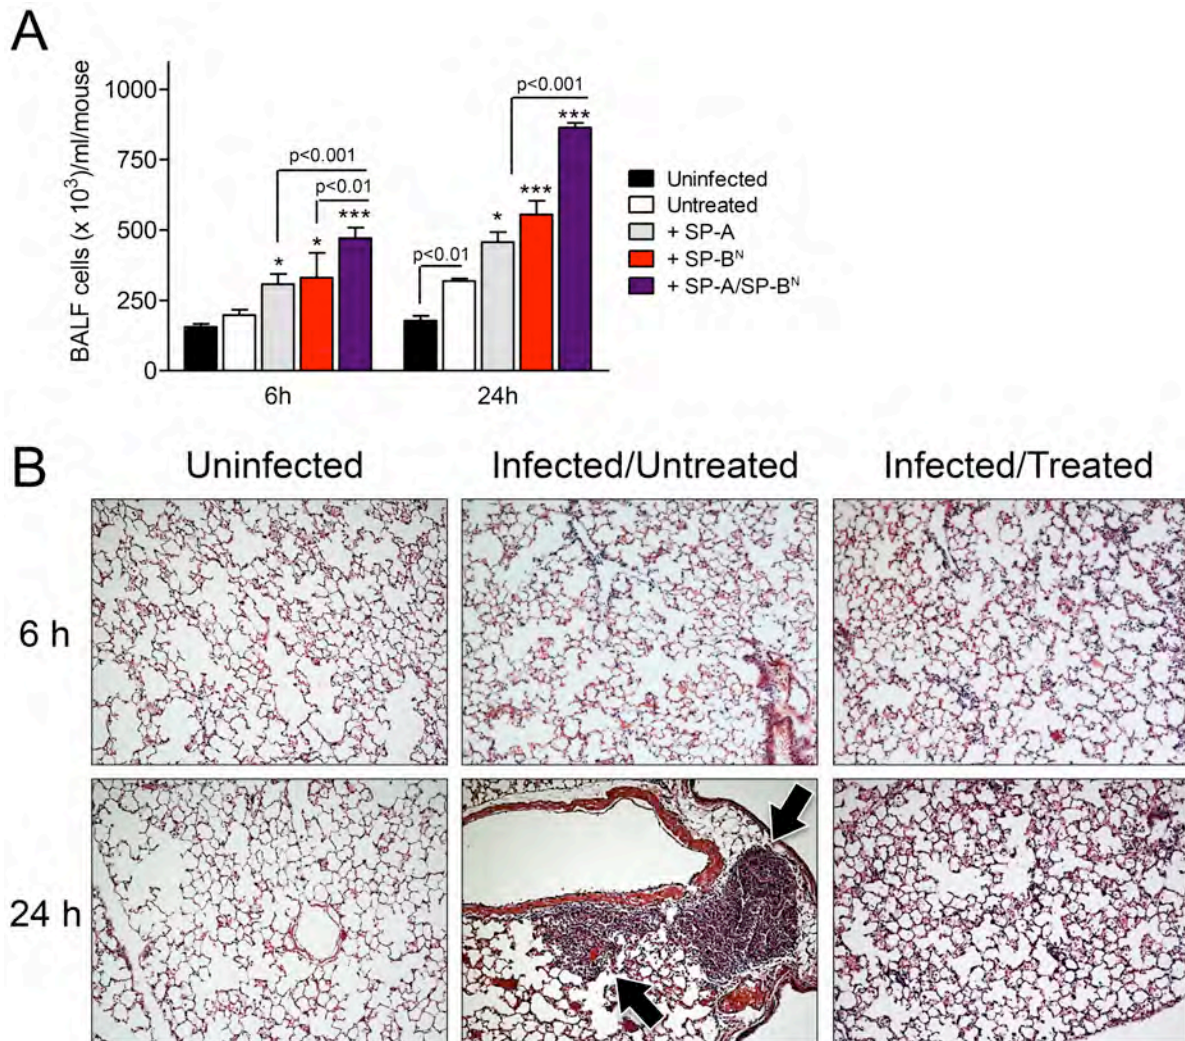 A
BALF cells (x 10³)/ml/mouse
1000
750
500
250
0
p<0.001
p<0.01
*
*
***
p<0.01
p<0.001
*
***
***
6h
24h
Uninfected
Untreated
+ SP-A
+ SP-Bᴺ
+ SP-A/SP-Bᴺ
B
Uninfected
Infected/Untreated
Infected/Treated
6 h
24 h